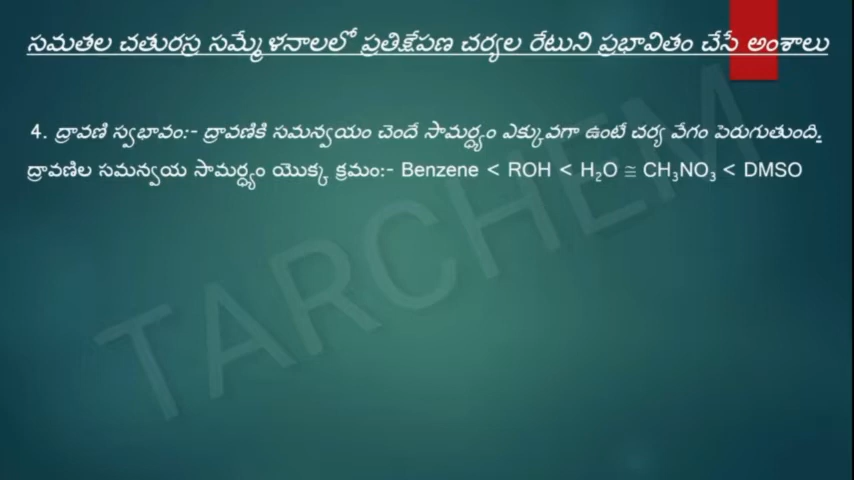 సమతల చతురస్ర సమ్మేళనాలలో ప్రతిక్షేపణ చర్యల రేటుని ప్రభావితం చేసే అంశాలు
4. ద్రావణి స్వభావం:- ద్రావణికి సమన్వయం చెందే సామర్ధ్యం ఎక్కువగా ఉంటే చర్య వేగం పెరుగుతుంది.
ద్రావణిల సమన్వయ సామర్ధ్యం యొక్క క్రమం:- Benzene < ROH < H₂O ≅ CH₃NO₃ < DMSO
TARCHEM